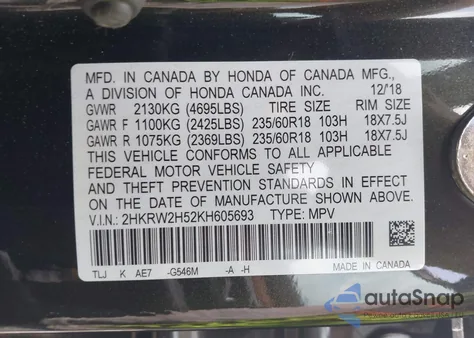 MFD. IN CANADA BY HONDA OF CANADA MFG.,
A DIVISION OF HONDA CANADA INC. 12/18
GVWR 2130KG (4695LBS) TIRE SIZE RIM SIZE
GAWR F 1100KG (2425LBS) 235/60R18 103H 18X7.5J
GAWR R 1075KG (2369LBS) 235/60R18 103H 18X7.5J
THIS VEHICLE CONFORMS TO ALL APPLICABLE
FEDERAL MOTOR VEHICLE SAFETY
AND THEFT PREVENTION STANDARDS IN EFFECT
ON THE DATE OF MANUFACTURE SHOWN ABOVE.
V.I.N.: 2HKRW2H52KH605693 TYPE: MPV
TLJ K AE7 -G546M -A -H MADE IN CANADA
autoSnap